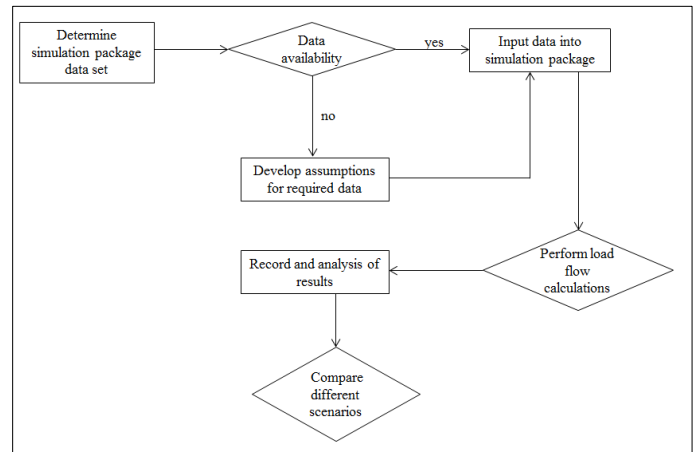 Determine
simulation package
data set
Data
availability
yes
Input data into
simulation package
no
Develop assumptions
for required data
Perform load
flow
calculations
Record and analysis of
results
Compare
different
scenarios